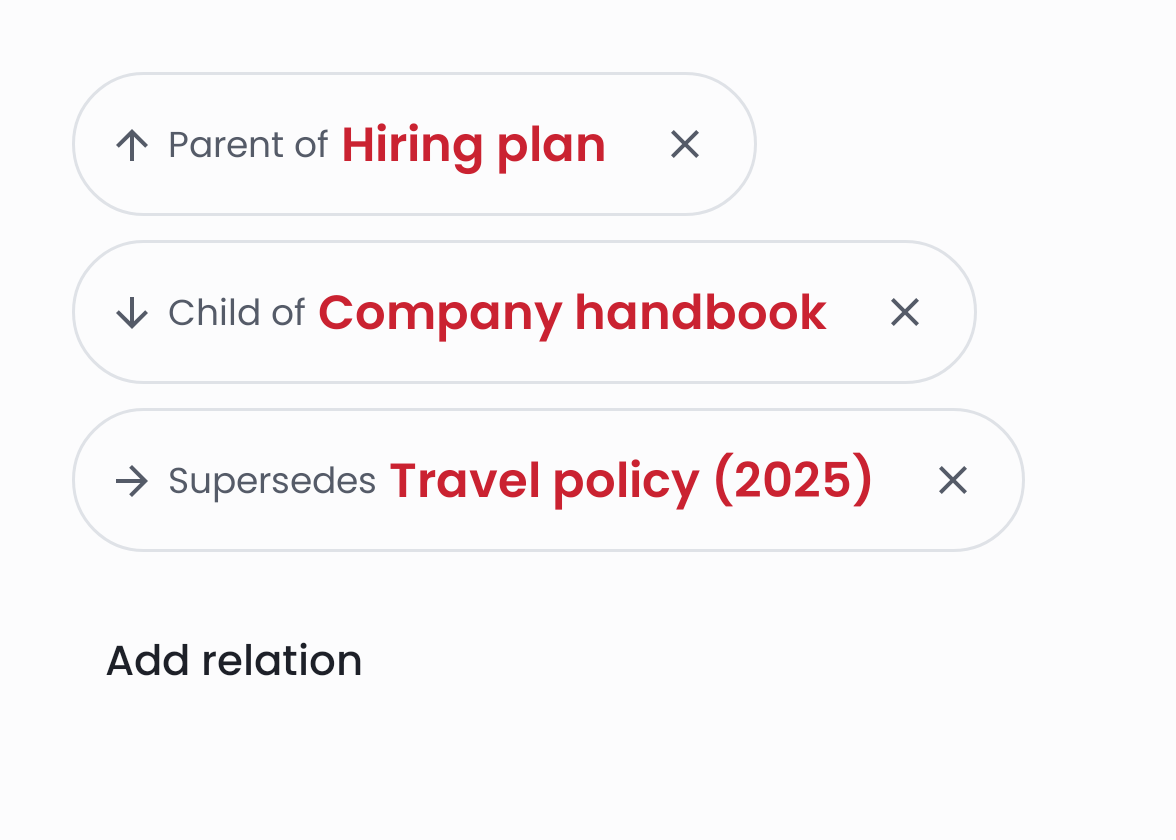 Parent of Hiring plan
Child of Company handbook
Supersedes Travel policy (2025)
Add relation